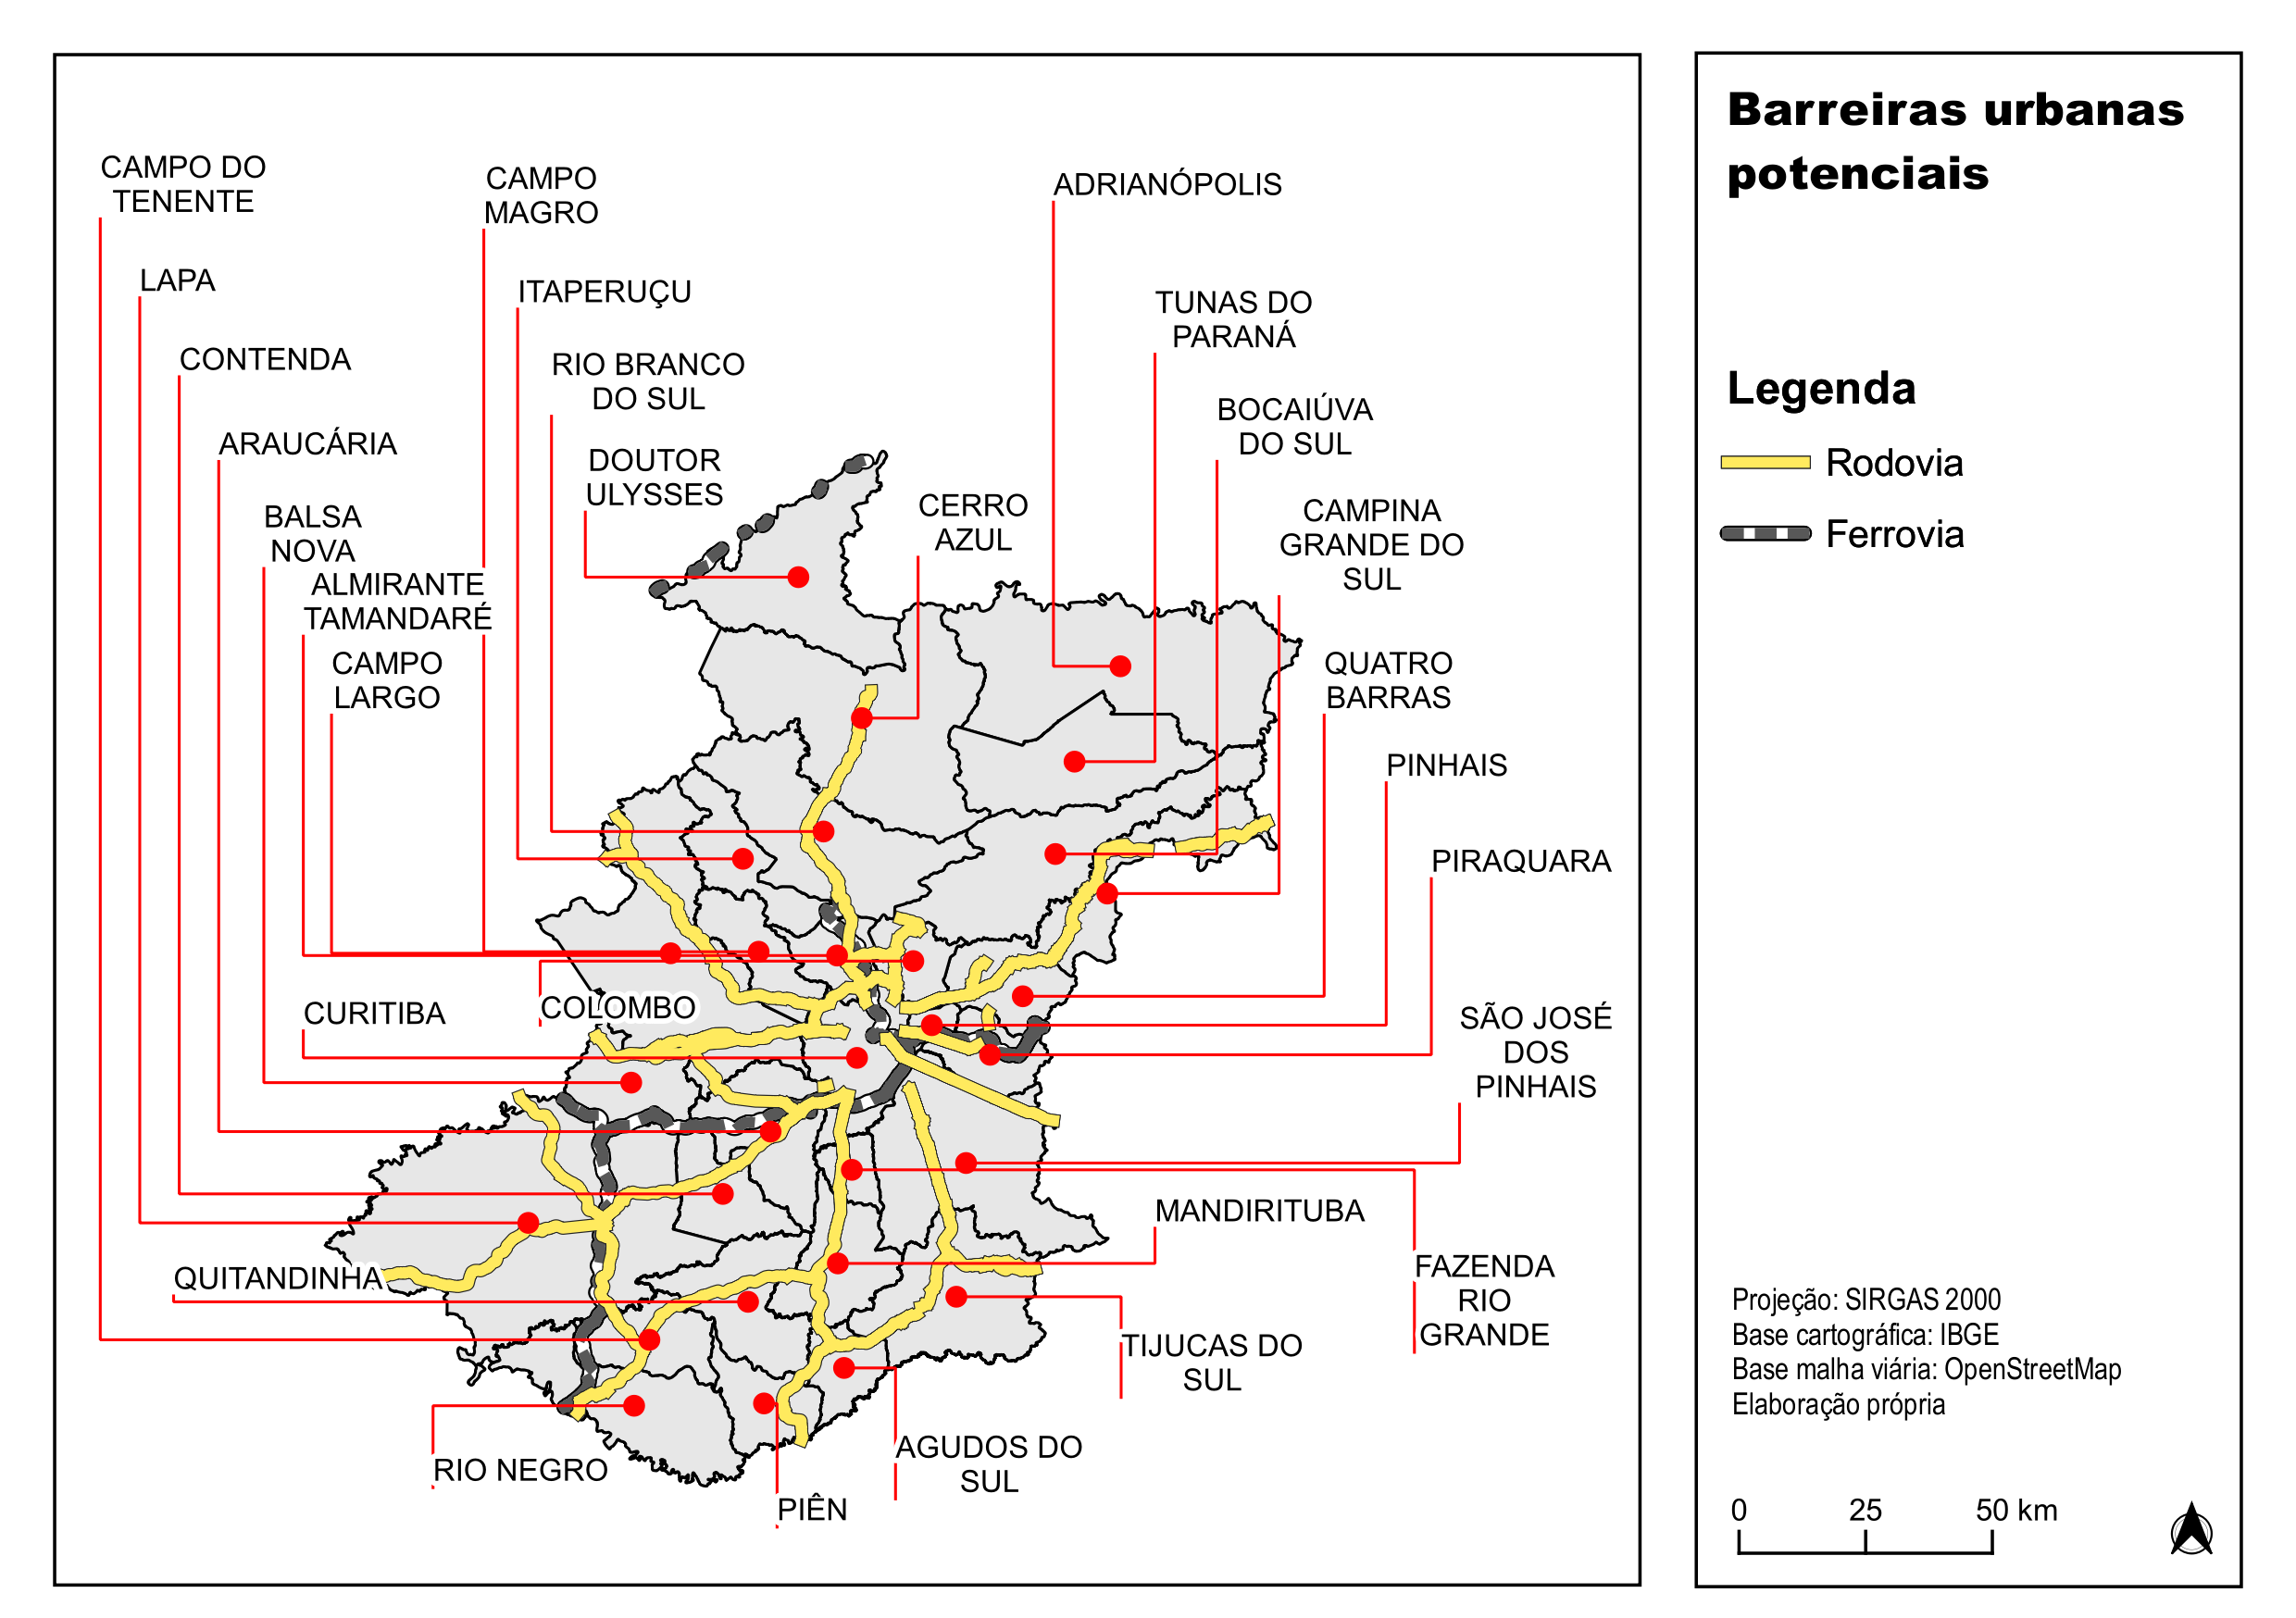 Barreiras urbanas
potenciais
Legenda
Rodovia
Ferrovia
CAMPO DO
TENENTE
CAMPO
MAGRO
ADRIANÓPOLIS
LAPA
ITAPERUÇU
TUNAS DO
PARANÁ
CONTENDA
RIO BRANCO
DO SUL
BOCAIÚVA
DO SUL
ARAUCÁRIA
DOUTOR
ULYSSES
CERRO
AZUL
CAMPINA
GRANDE DO
SUL
BALSA
NOVA
ALMIRANTE
TAMANDARÉ
CAMPO
LARGO
QUATRO
BARRAS
PINHAIS
PIRAQUARA
CURITIBA
COLOMBO
SÃO JOSÉ
DOS
PINHAIS
MANDIRITUBA
QUITANDINHA
FAZENDA
RIO
GRANDE
TIJUCAS DO
SUL
RIO NEGRO
AGUDOS DO
SUL
PIÊN
Projeção: SIRGAS 2000
Base cartográfica: IBGE
Base malha viária: OpenStreetMap
Elaboração própria
0 25 50 km